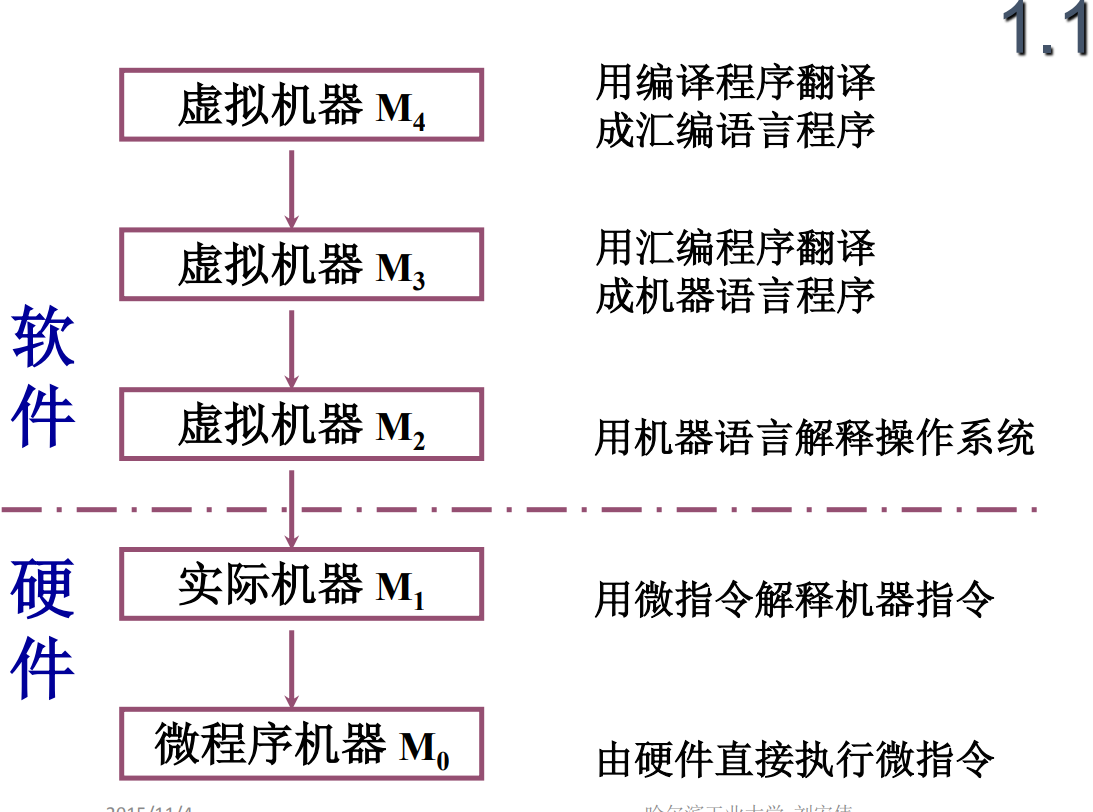 1.1
虚拟机器 M4
用编译程序翻译
成汇编语言程序
虚拟机器 M3
用汇编程序翻译
成机器语言程序
软
件
虚拟机器 M2
用机器语言解释操作系统
硬
件
实际机器 M1
用微指令解释机器指令
微程序机器 M0
由硬件直接执行微指令
2015/11/4
哈尔滨工业大学 刘宏伟